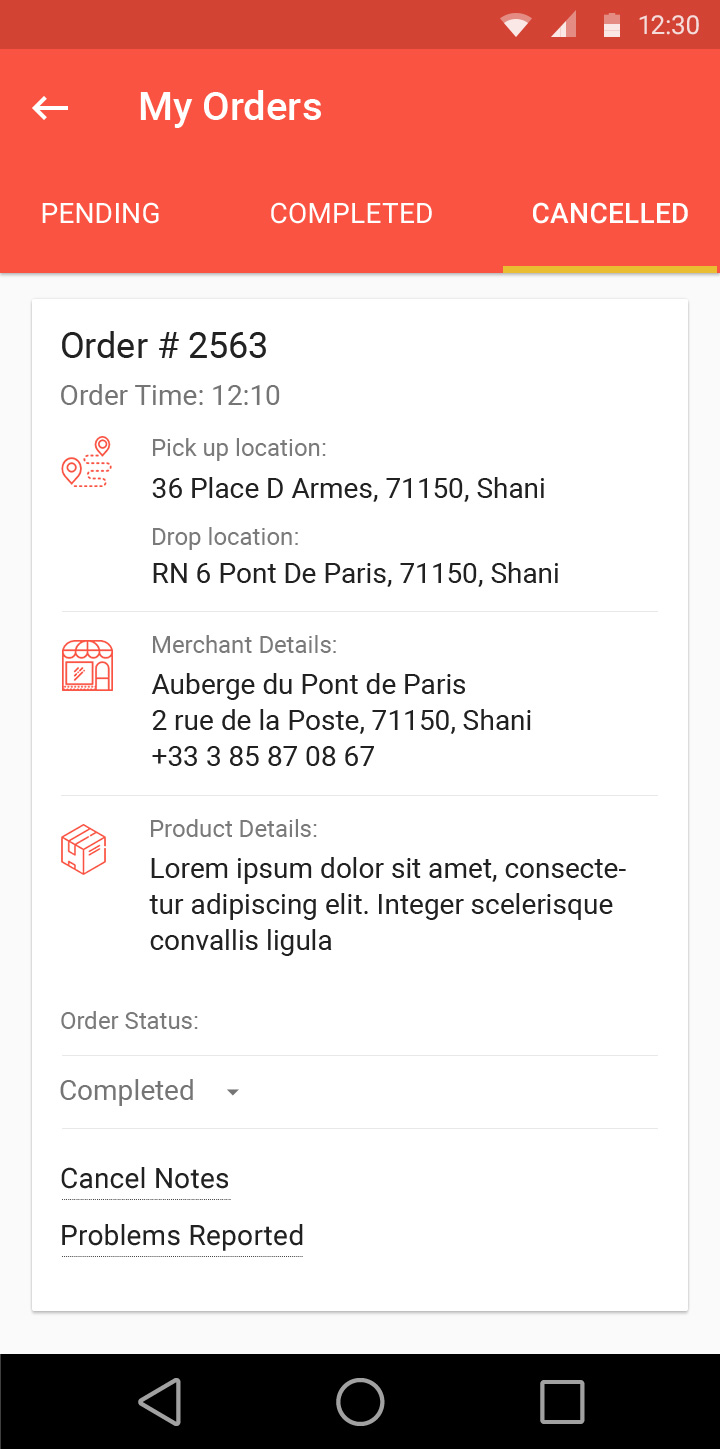 12:30
My Orders
PENDING COMPLETED CANCELLED
Order # 2563
Order Time: 12:10
Pick up location:
36 Place D Armes, 71150, Shani
Drop location:
RN 6 Pont De Paris, 71150, Shani
Merchant Details:
Auberge du Pont de Paris
2 rue de la Poste, 71150, Shani
+33 3 85 87 08 67
Product Details:
Lorem ipsum dolor sit amet, consecte-
tur adipiscing elit. Integer scelerisque
convallis ligula
Order Status:
Completed
Cancel Notes
Problems Reported